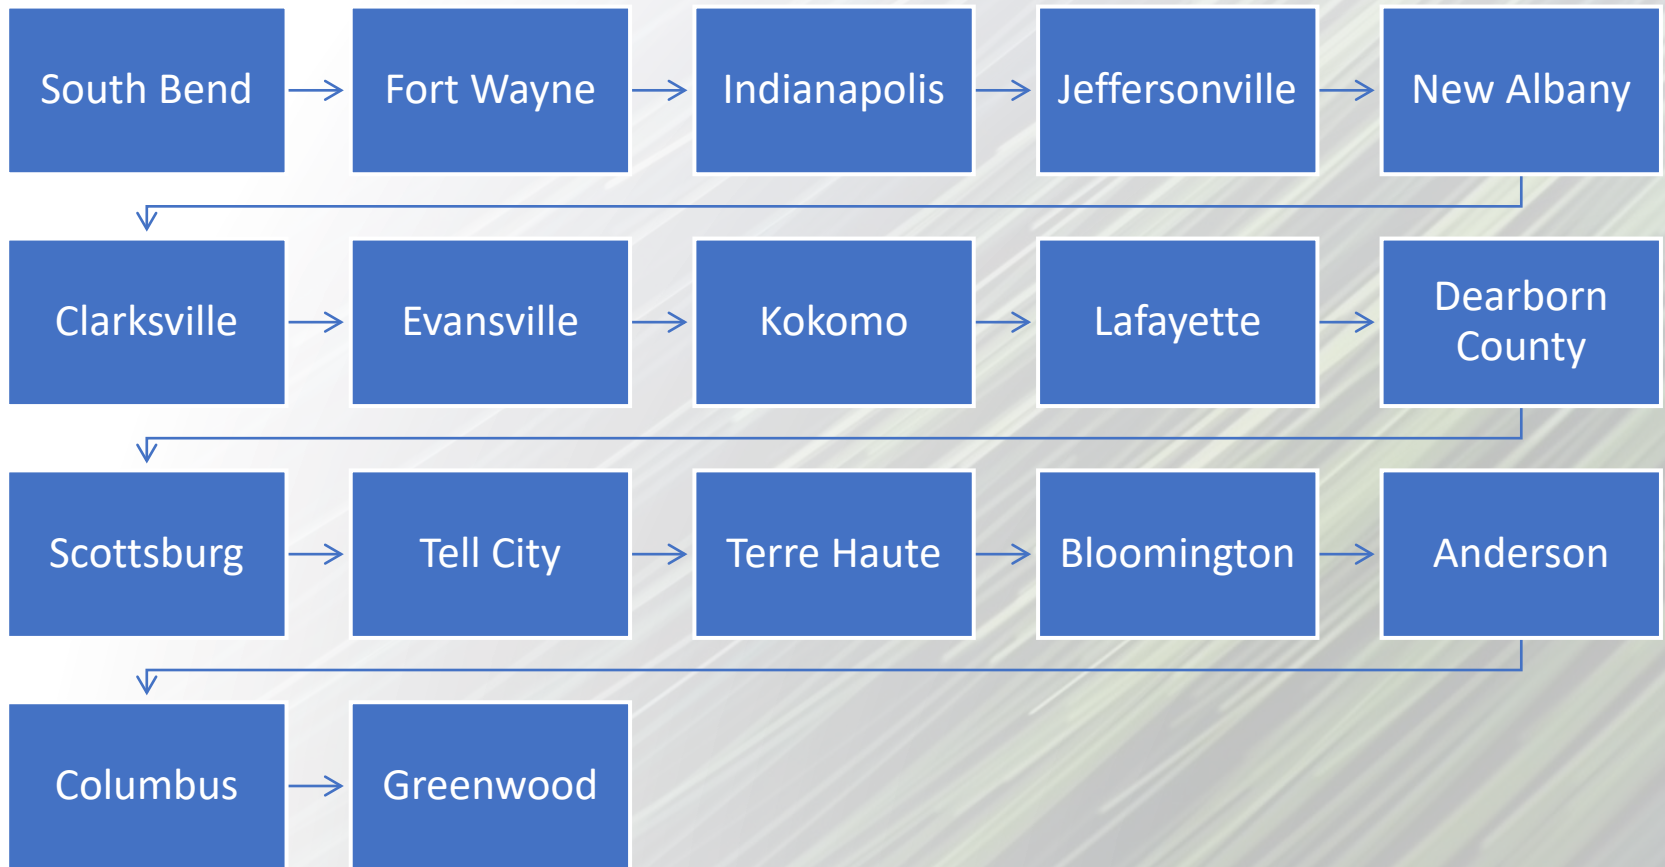 South Bend
Fort Wayne
Indianapolis
Jeffersonville
New Albany
Clarksville
Evansville
Kokomo
Lafayette
Dearborn
County
Scottsburg
Tell City
Terre Haute
Bloomington
Anderson
Columbus
Greenwood